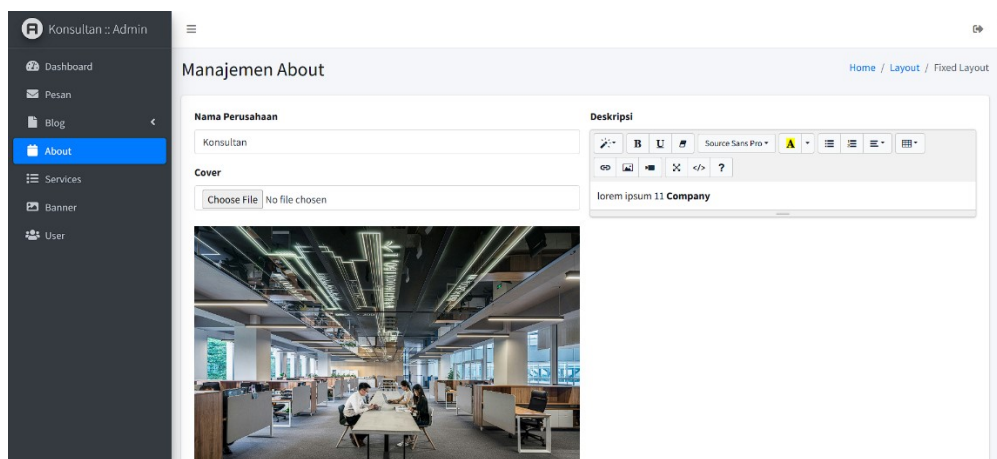 Konsultan :: Admin
Dashboard
Pesan
Blog
About
Services
Banner
User
Manajemen About
Home / Layout / Fixed Layout
Nama Perusahaan
Konsultan
Cover
Choose File No file chosen
Deskripsi
B U Source Sans Pro A
</> ?
lorem ipsum 11 Company